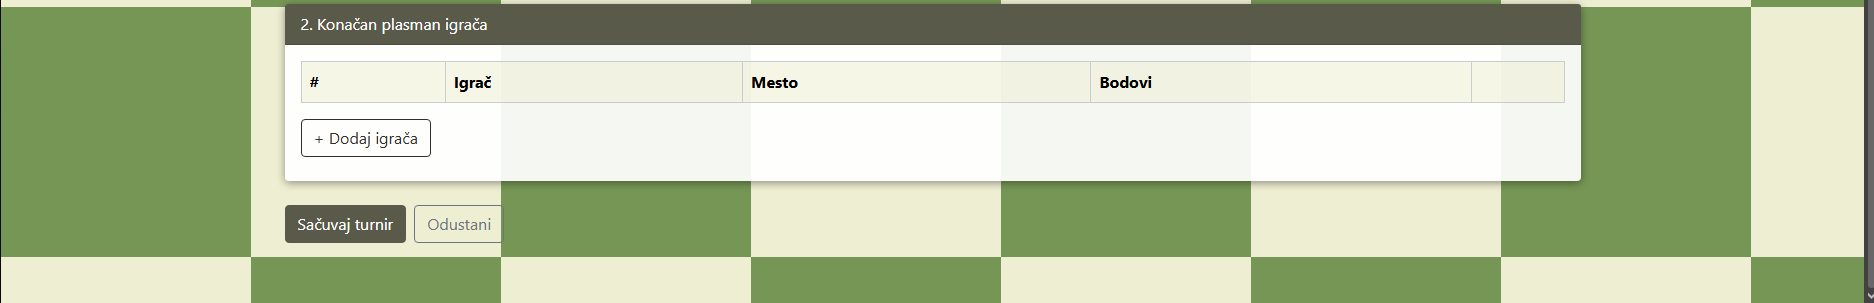 2. Konačan plasman igrača
# Igrač Mesto Bodovi
+ Dodaj igrača
Sačuvaj turnir Odustani